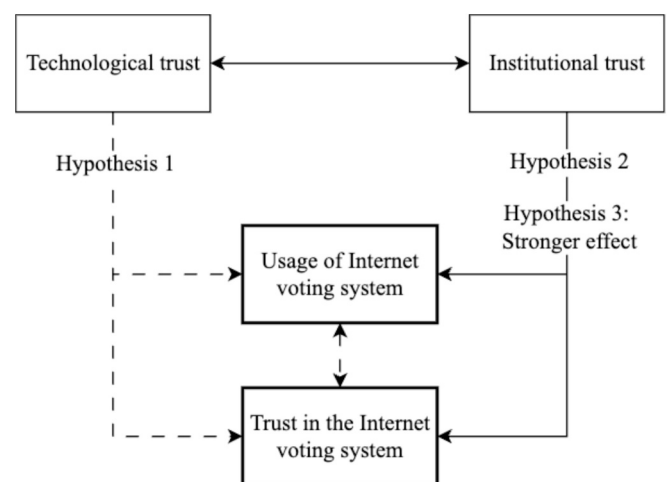 Technological trust
Institutional trust
Hypothesis 1
Hypothesis 2
Hypothesis 3:
Stronger effect
Usage of Internet
voting system
Trust in the Internet
voting system